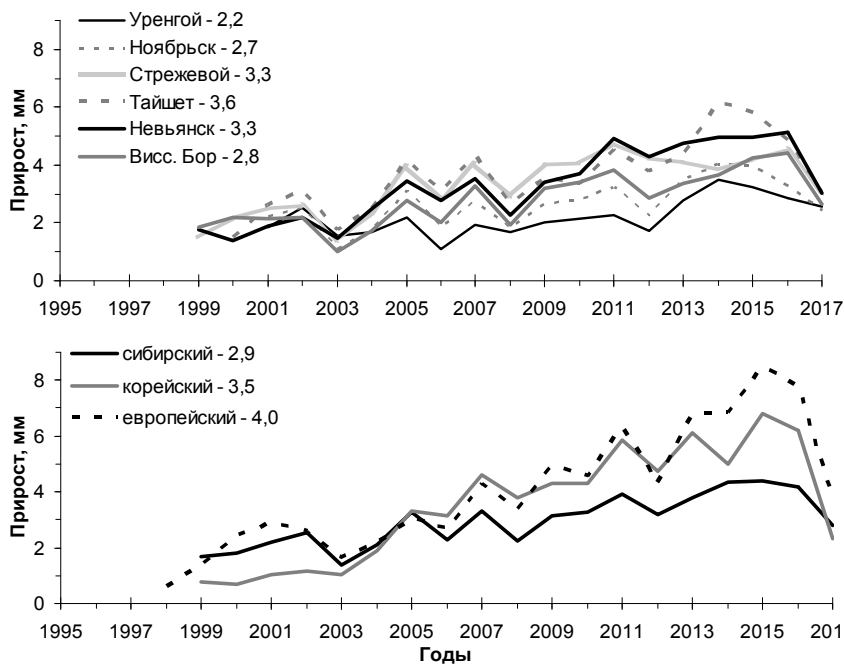 Уренгой - 2,2
Ноябрьск - 2,7
Стрежевой - 3,3
Тайшет - 3,6
Невьянск - 3,3
Висс. Бор - 2,8
Прирост, мм
8
6
4
2
0
1995 1997 1999 2001 2003 2005 2007 2009 2011 2013 2015 2017
сибирский - 2,9
корейский - 3,5
европейский - 4,0
Прирост, мм
8
6
4
2
0
1995 1997 1999 2001 2003 2005 2007 2009 2011 2013 2015 201
Годы